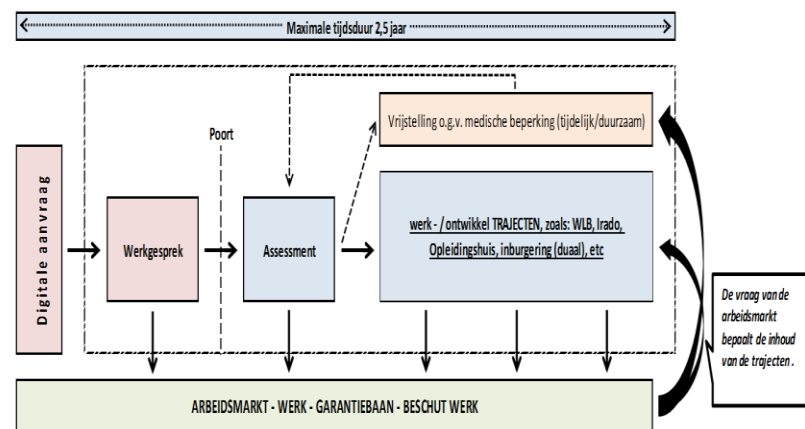 Maximale tijdsduur 2,5 jaar
Vrijstelling o.g.v. medische beperking (tijdelijk/duurzaam)
Poort
Digitale aanvraag
Werkgesprek
Assessment
werk - / ontwikkel TRAJECTEN, zoals: WLB, Irado,
Opleidingshuis, inburgering (duaal), etc
De vraag van de
arbeidsmarkt
bepaalt de inhoud
van de trajecten .
ARBEIDSMARKT - WERK - GARANTIEBAAN - BESCHUT WERK